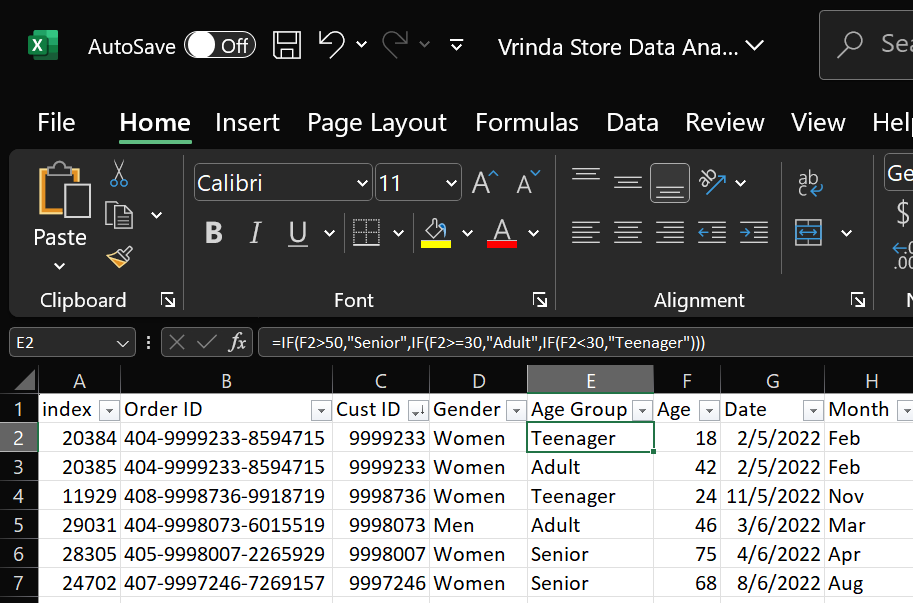 X AutoSave Off Vrinda Store Data Ana...
File Home Insert Page Layout Formulas Data Review View
Calibri 11 A A ab ab
Paste B I U A $
Clipboard Font Alignment
E2 fx =IF(F2>50,"Senior",IF(F2>=30,"Adult",IF(F2<30,"Teenager")))
A B C D E F G H
1 index Order ID Cust ID Gender Age Group Age Date Month
2 20384 404-9999233-8594715 9999233 Women Teenager 18 2/5/2022 Feb
3 20385 404-9999233-8594715 9999233 Women Adult 42 2/5/2022 Feb
4 11929 408-9998736-9918719 9998736 Women Teenager 24 11/5/2022 Nov
5 29031 404-9998073-6015519 9998073 Men Adult 46 3/6/2022 Mar
6 28305 405-9998007-2265929 9998007 Women Senior 75 4/6/2022 Apr
7 24702 407-9997246-7269157 9997246 Women Senior 68 8/6/2022 Aug